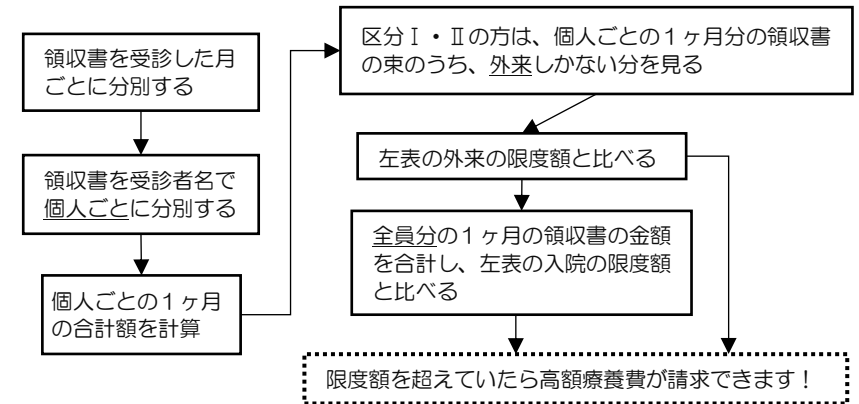 領収書を受診した月
ごとに分別する
領収書を受診者名で
個人ごとに分別する
個人ごとの１ヶ月
の合計額を計算
区分Ⅰ・Ⅱの方は、個人ごとの１ヶ月分の領収書
の束のうち、外来しかない分を見る
左表の外来の限度額と比べる
全員分の１ヶ月の領収書の金額
を合計し、左表の入院の限度額
と比べる
限度額を超えていたら高額療養費が請求できます！